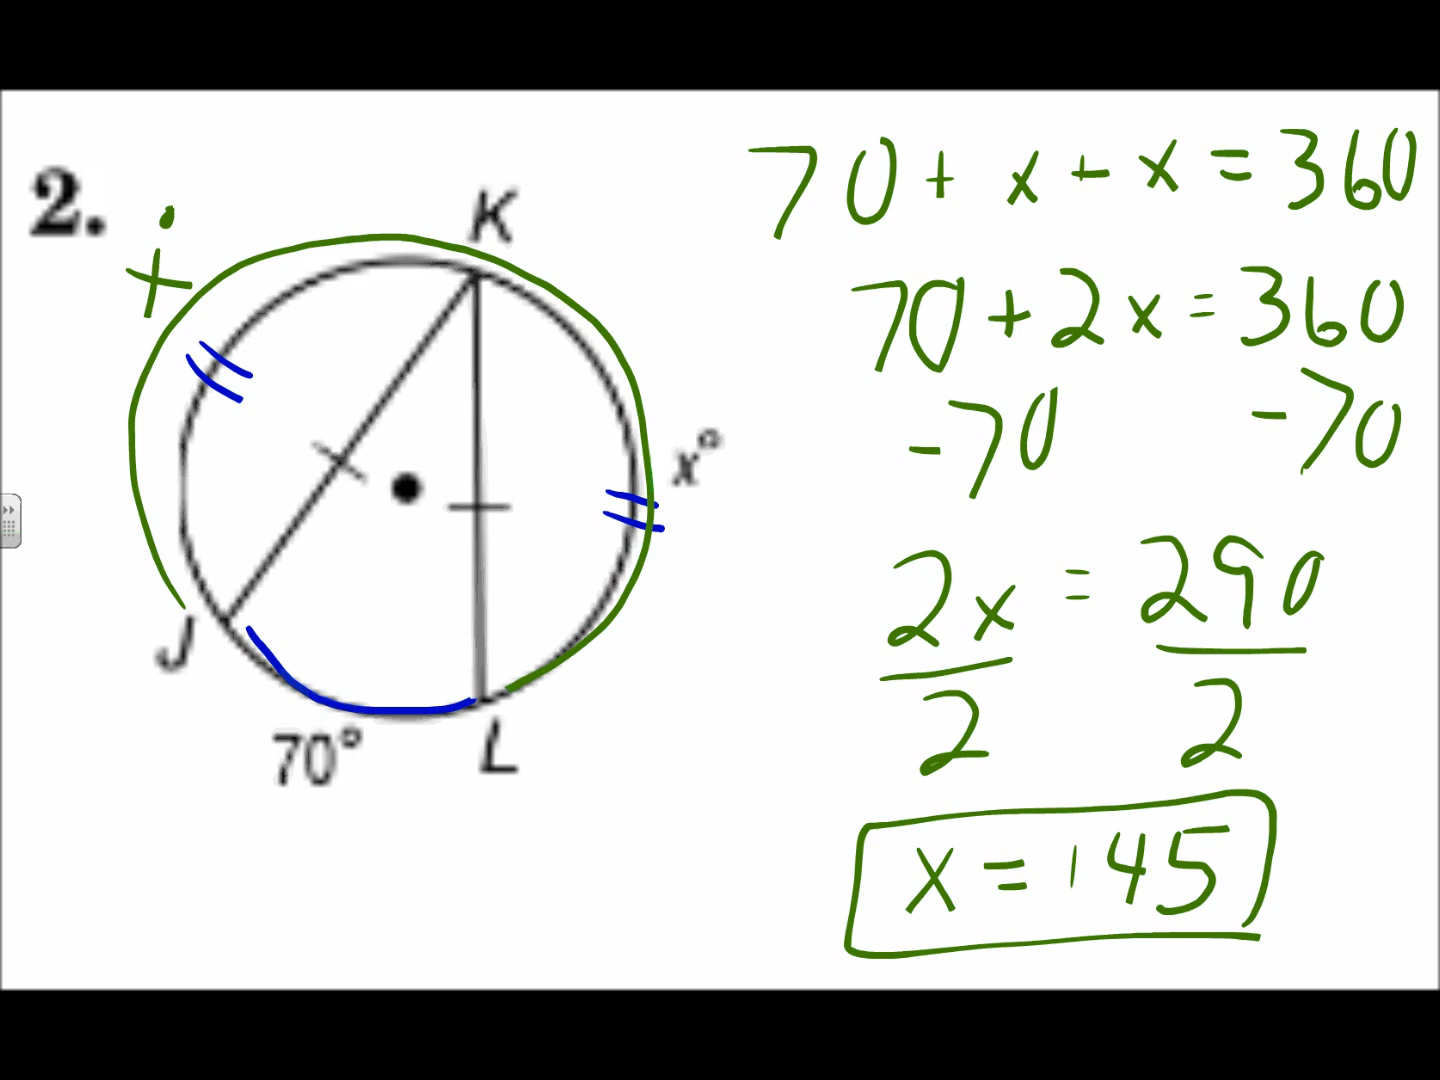 2.
x°
K
x°
J
70°
L
70 + x + x = 360
70 + 2x = 360
-70 -70
2x = 290
2 2
x = 145